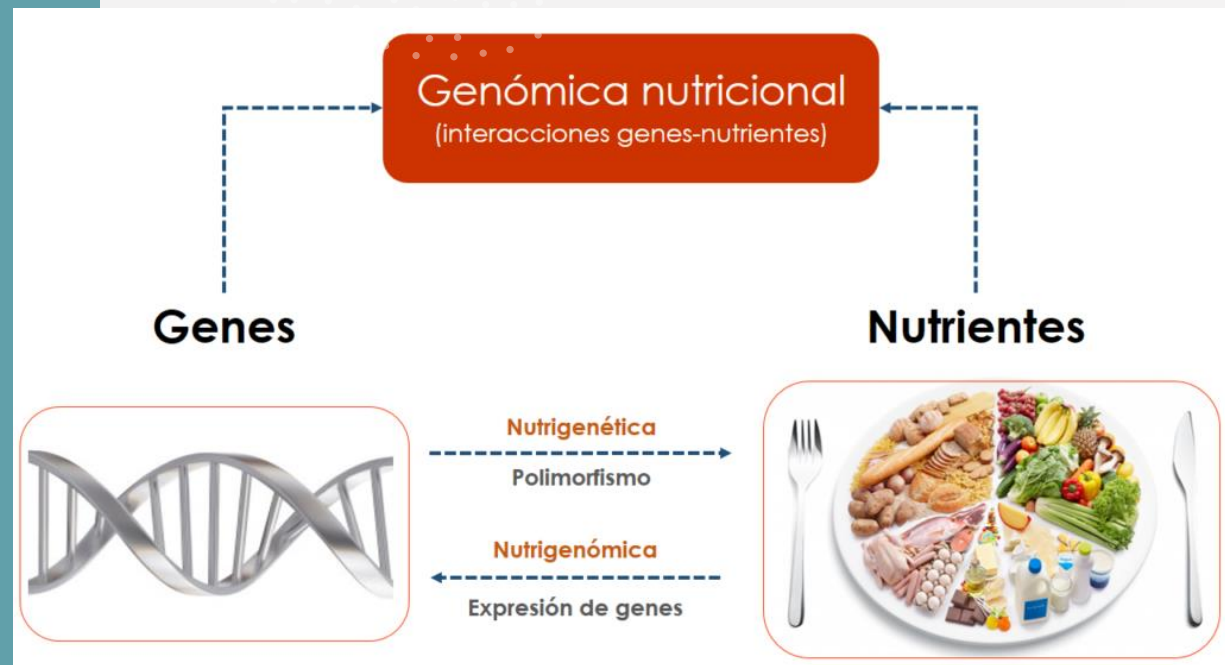 Genómica nutricional
(interacciones genes-nutrientes)
Genes
Nutrientes
Nutrigenética
Polimorfismo
Nutrigenómica
Expresión de genes